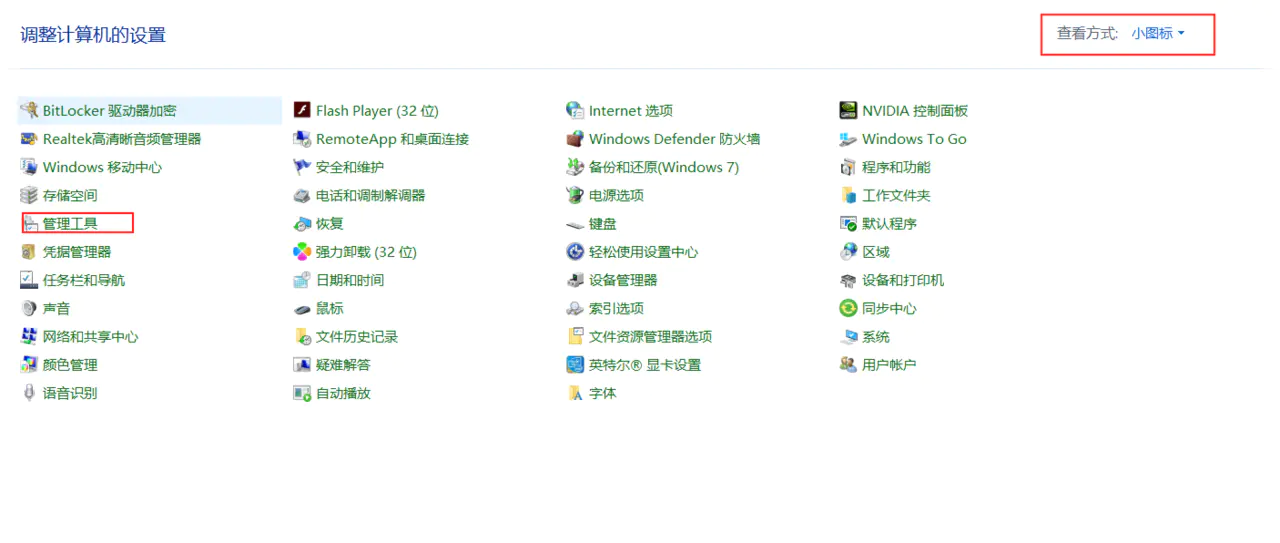 调整计算机的设置
查看方式: 小图标
BitLocker 驱动器加密 Flash Player (32 位) Internet 选项 NVIDIA 控制面板
Realtek高清晰音频管理器 RemoteApp 和桌面连接 Windows Defender 防火墙 Windows To Go
Windows 移动中心 安全和维护 备份和还原(Windows 7) 程序和功能
存储空间 电话和调制解调器 电源选项 工作文件夹
管理工具 恢复 键盘 默认程序
凭据管理器 强力卸载 (32 位) 轻松使用设置中心 区域
任务栏和导航 日期和时间 设备管理器 设备和打印机
声音 鼠标 索引选项 同步中心
网络和共享中心 文件历史记录 文件资源管理器选项 系统
颜色管理 疑难解答 英特尔® 显卡设置 用户帐户
语音识别 自动播放 字体